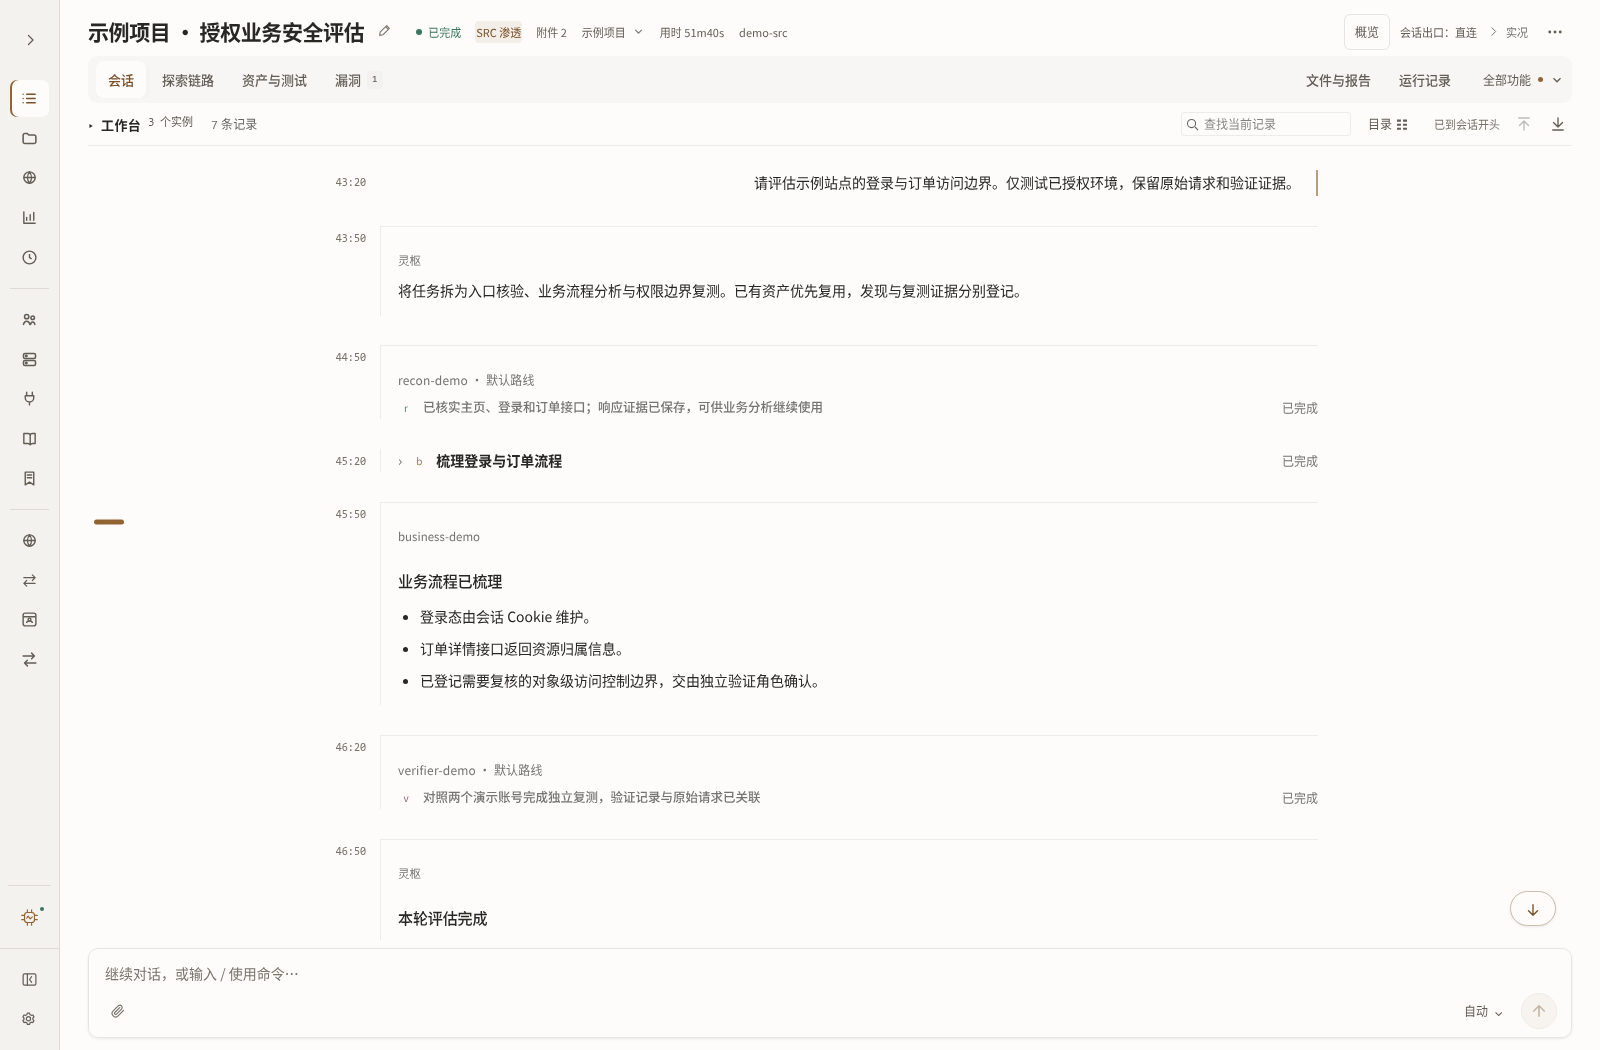 示例项目 • 授权业务安全评估
已完成 SRC 渗透 附件 2 示例项目 用时 51m40s demo-src
概览 会话出口：直连 实况
会话 探索链路 资产与测试 漏洞 1
文件与报告 运行记录 全部功能
工作台 3 个实例 7 条记录
查找当前记录 目录 已到会话开头
43:20 请评估示例站点的登录与订单访问边界。仅测试已授权环境，保留原始请求和验证证据。
43:50
灵枢
将任务拆为入口核验、业务流程分析与权限边界复测。已有资产优先复用，发现与复测证据分别登记。
44:50
recon-demo · 默认路线
r 已核实主页、登录和订单接口；响应证据已保存，可供业务分析继续使用 已完成
45:20 › b 梳理登录与订单流程 已完成
45:50
business-demo
业务流程已梳理
• 登录态由会话 Cookie 维护。
• 订单详情接口返回资源归属信息。
• 已登记需要复核的对象级访问控制边界，交由独立验证角色确认。
46:20
verifier-demo · 默认路线
v 对照两个演示账号完成独立复测，验证记录与原始请求已关联 已完成
46:50
灵枢
本轮评估完成
继续对话，或输入 / 使用命令…
自动